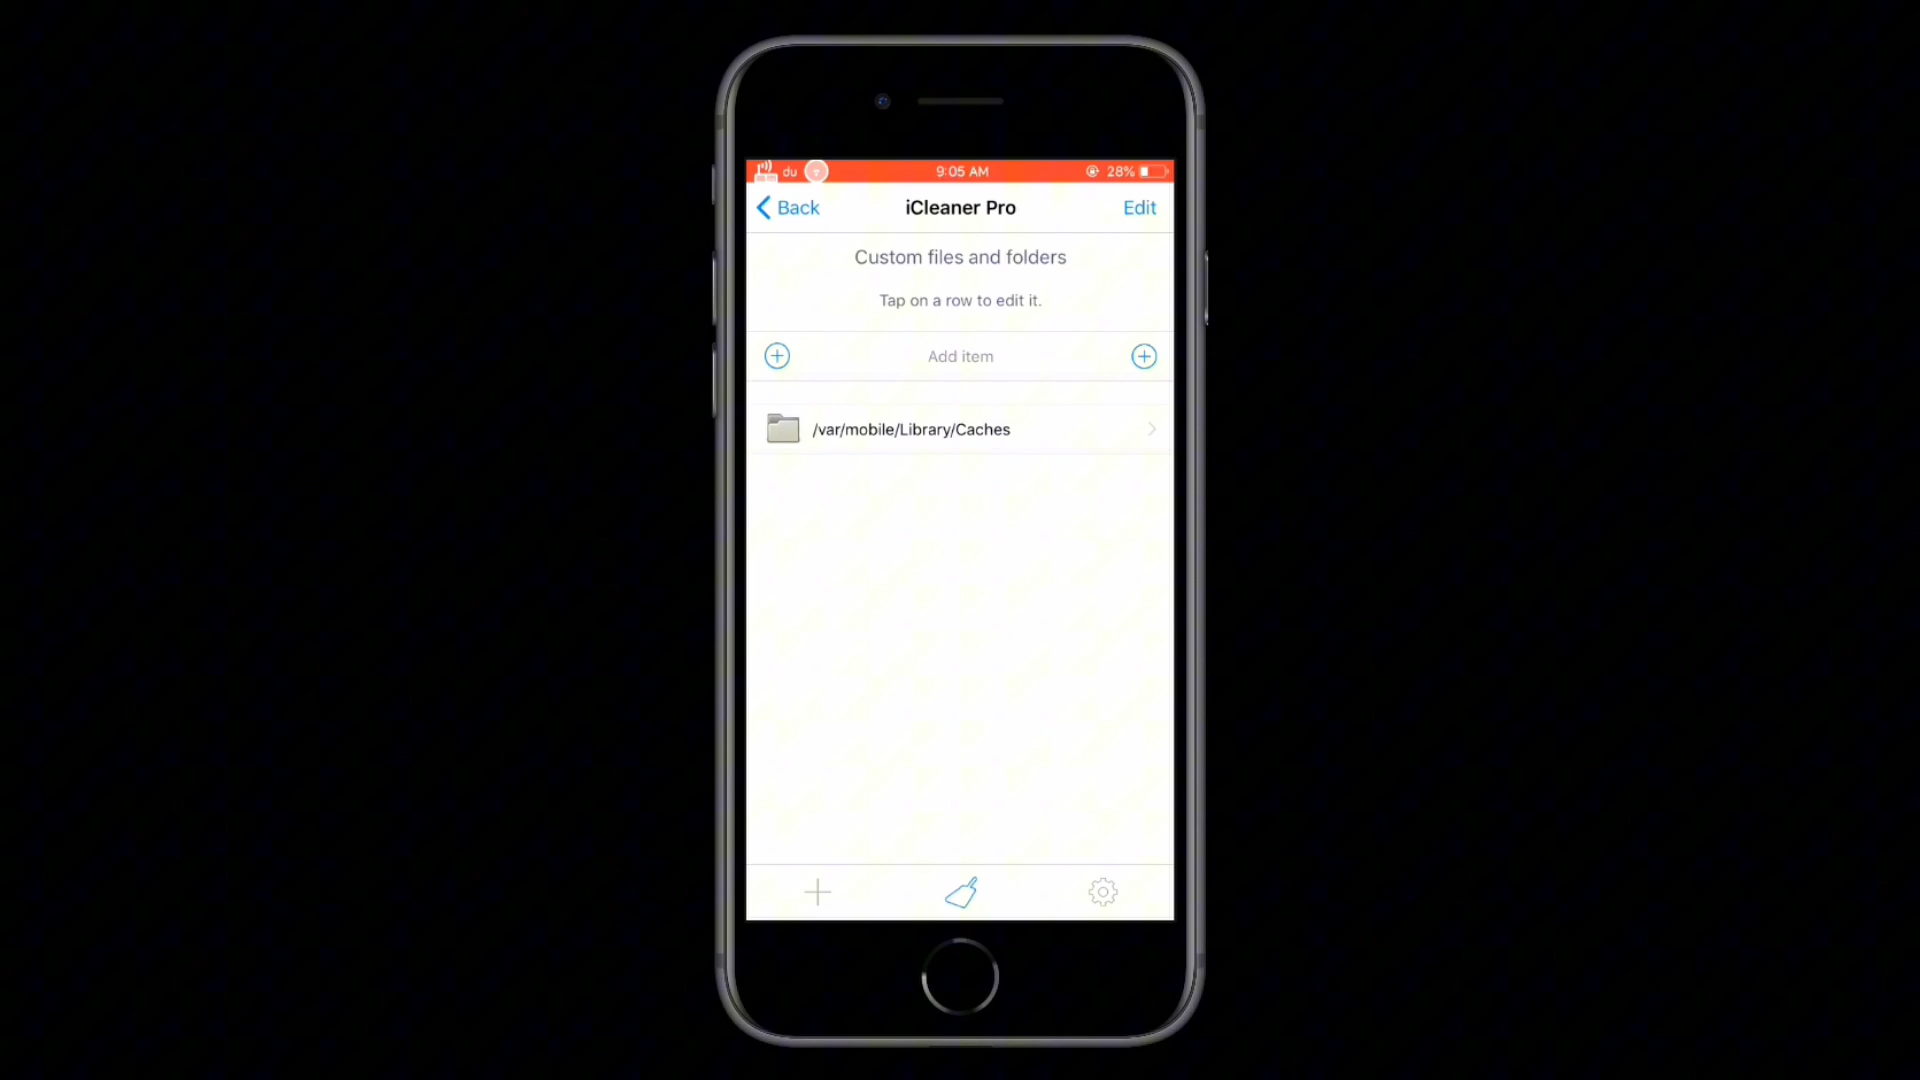 du 9:05 AM 28%
Back iCleaner Pro Edit
Custom files and folders
Tap on a row to edit it.
Add item
/var/mobile/Library/Caches